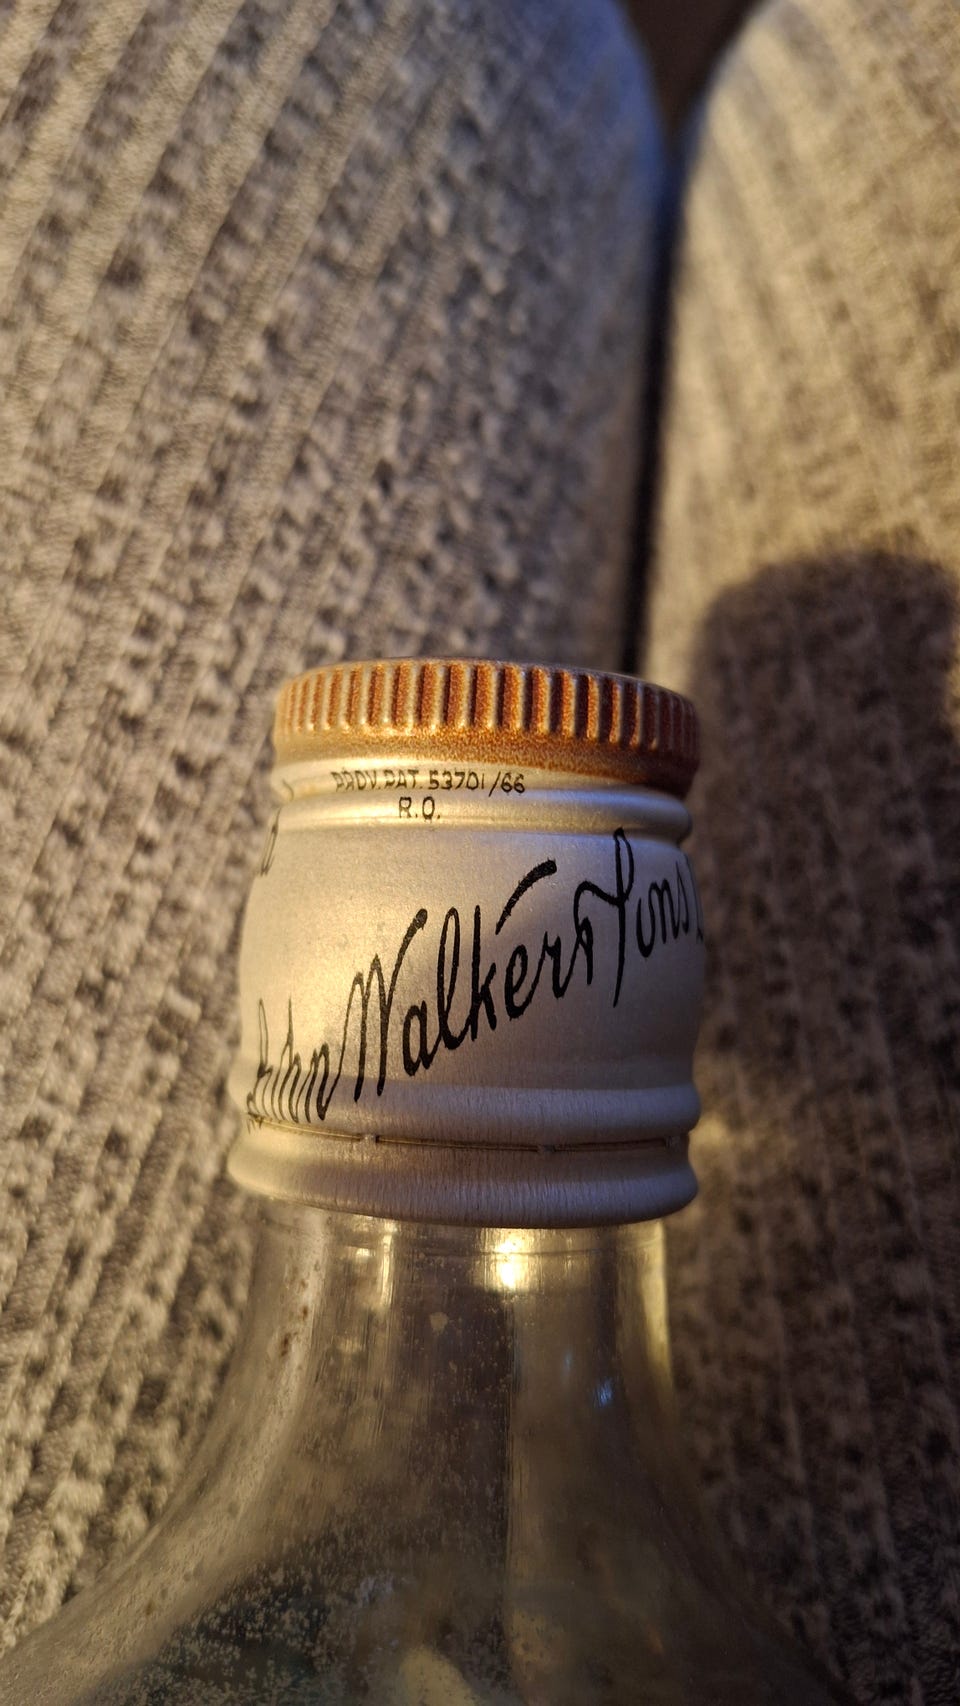 PROV. PAT. 53701/66
R.O.
John Walker & Sons